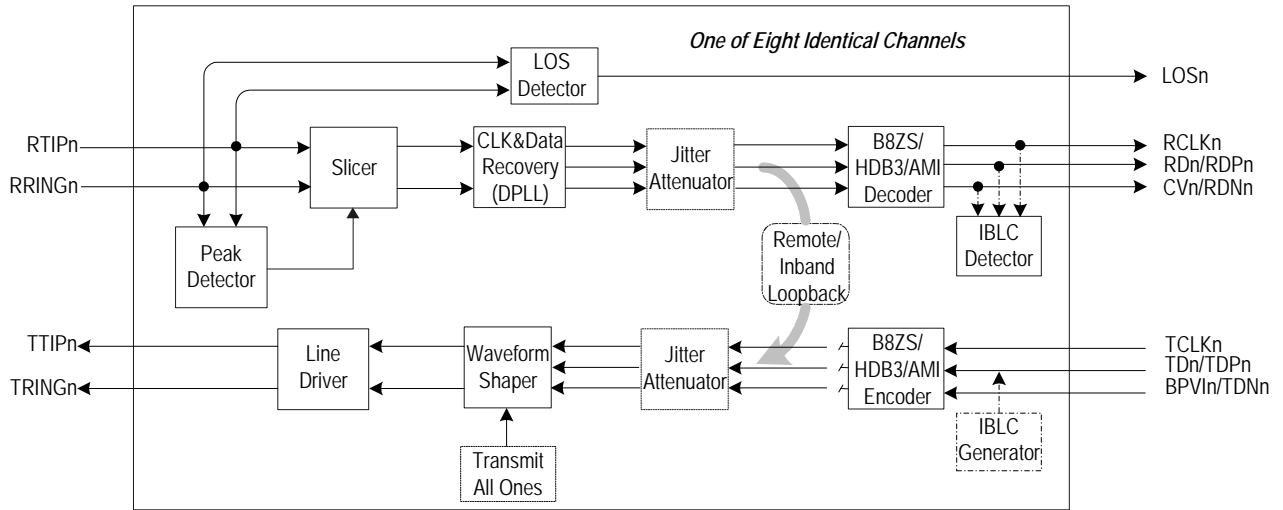 One of Eight Identical Channels
LOS
Detector
LOSn
RTIPn
RRINGn
Slicer
CLK&Data
Recovery
(DPLL)
Jitter
Attenuator
B8ZS/
HDB3/AMI
Decoder
RCLKn
RDn/RDPn
CVn/RDNn
Peak
Detector
Remote/
Inband
Loopback
IBLC
Detector
TTIPn
TRINGn
Line
Driver
Waveform
Shaper
Jitter
Attenuator
B8ZS/
HDB3/AMI
Encoder
TCLKn
TDn/TDPn
BPVIn/TDNn
Transmit
All Ones
IBLC
Generator